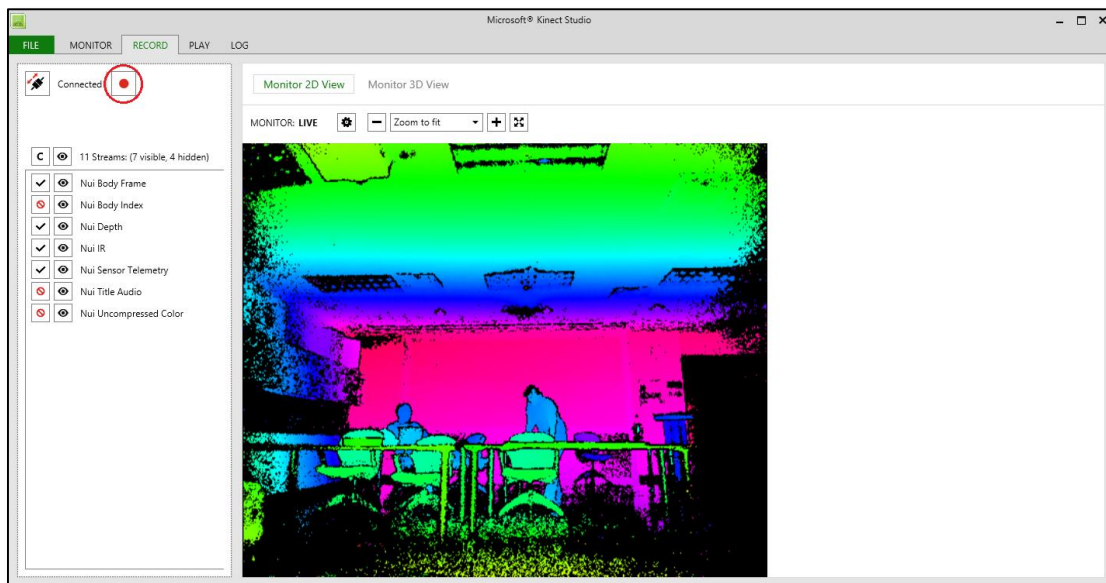 Microsoft® Kinect Studio
FILE MONITOR RECORD PLAY LOG
Connected
Monitor 2D View Monitor 3D View
MONITOR: LIVE Zoom to fit
C 11 Streams: (7 visible, 4 hidden)
Nui Body Frame
Nui Body Index
Nui Depth
Nui IR
Nui Sensor Telemetry
Nui Title Audio
Nui Uncompressed Color